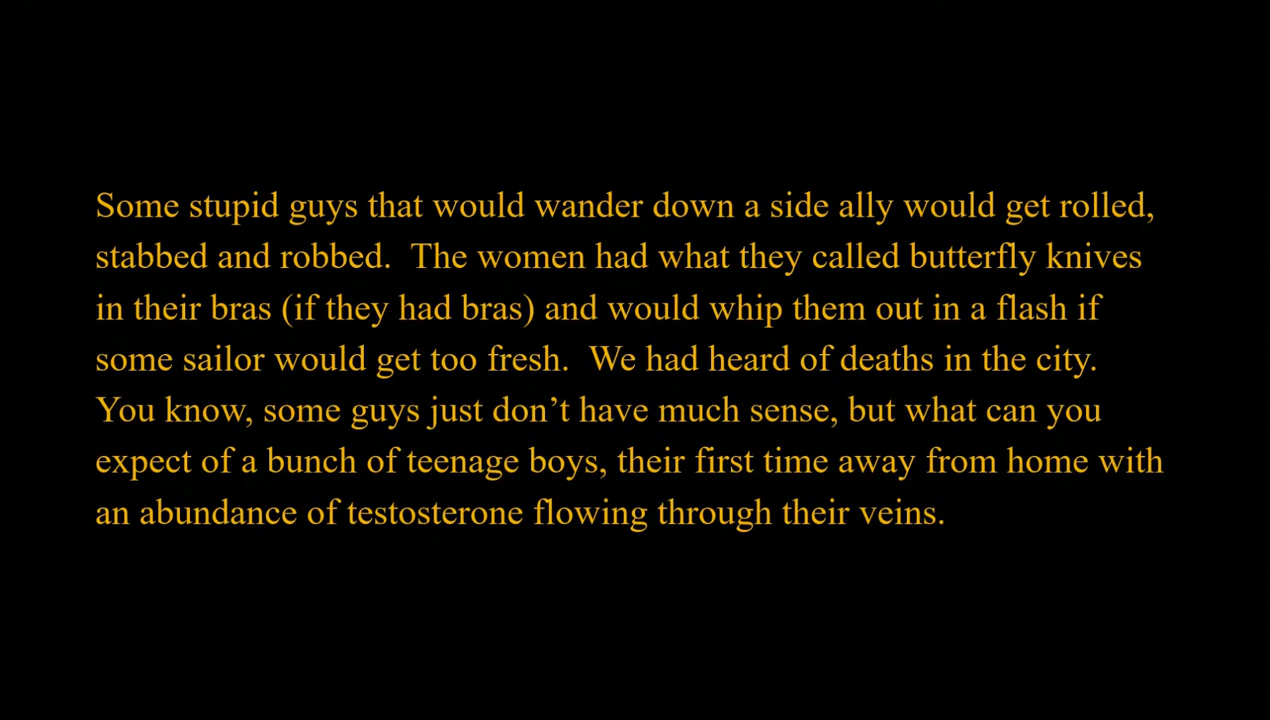 Some stupid guys that would wander down a side ally would get rolled,
stabbed and robbed.  The women had what they called butterfly knives
in their bras (if they had bras) and would whip them out in a flash if
some sailor would get too fresh.  We had heard of deaths in the city.
You know, some guys just don’t have much sense, but what can you
expect of a bunch of teenage boys, their first time away from home with
an abundance of testosterone flowing through their veins.